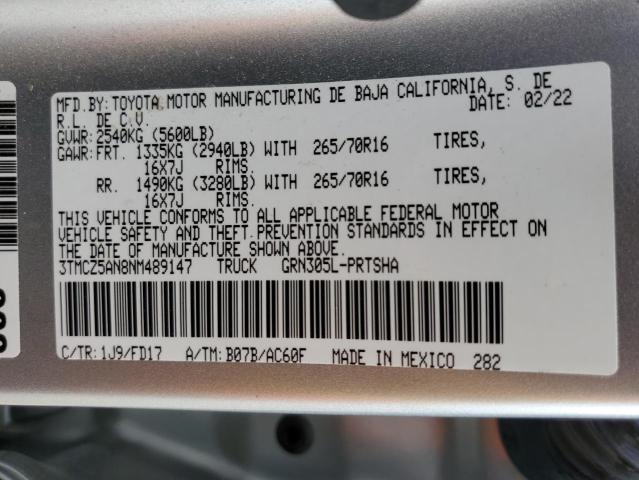 MFD.BY:TOYOTA MOTOR MANUFACTURING DE BAJA CALIFORNIA, S. DE
R.L. DE C.V. DATE: 02/22
GVWR:2540KG (5600LB)
GAWR:FRT. 1335KG (2940LB) WITH 265/70R16 TIRES,
16X7J RIMS.
RR. 1490KG (3280LB) WITH 265/70R16 TIRES,
16X7J RIMS.
THIS VEHICLE CONFORMS TO ALL APPLICABLE FEDERAL MOTOR
VEHICLE SAFETY AND THEFT PREVENTION STANDARDS IN EFFECT ON
THE DATE OF MANUFACTURE SHOWN ABOVE.
3TMCZ5AN8NM489147 TRUCK GRN305L-PRTSHA
C/TR:1J9/FD17 A/TM:B07B/AC60F MADE IN MEXICO 282